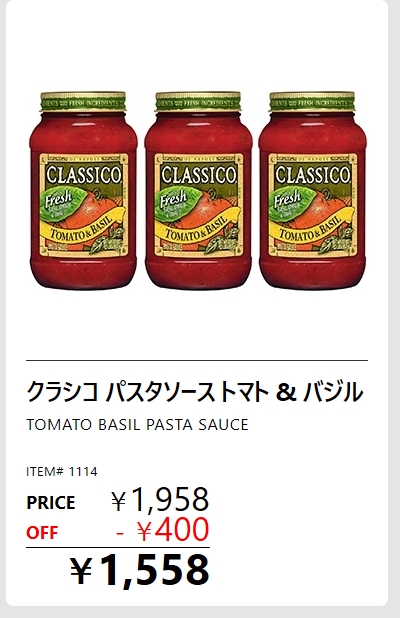 CLASSICO CLASSICO CLASSICO
Fresh Fresh Fresh
TOMATO & BASIL TOMATO & BASIL TOMATO & BASIL
クラシコ パスタソース トマト & バジル
TOMATO BASIL PASTA SAUCE
ITEM# 1114
PRICE ￥1,958
OFF - ￥400
￥1,558